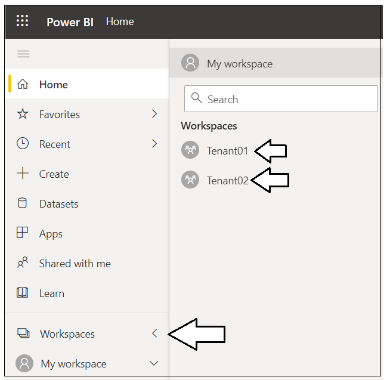 Power BI Home
Home
Favorites
Recent
Create
Datasets
Apps
Shared with me
Learn
Workspaces
My workspace
My workspace
Search
Workspaces
Tenant01
Tenant02